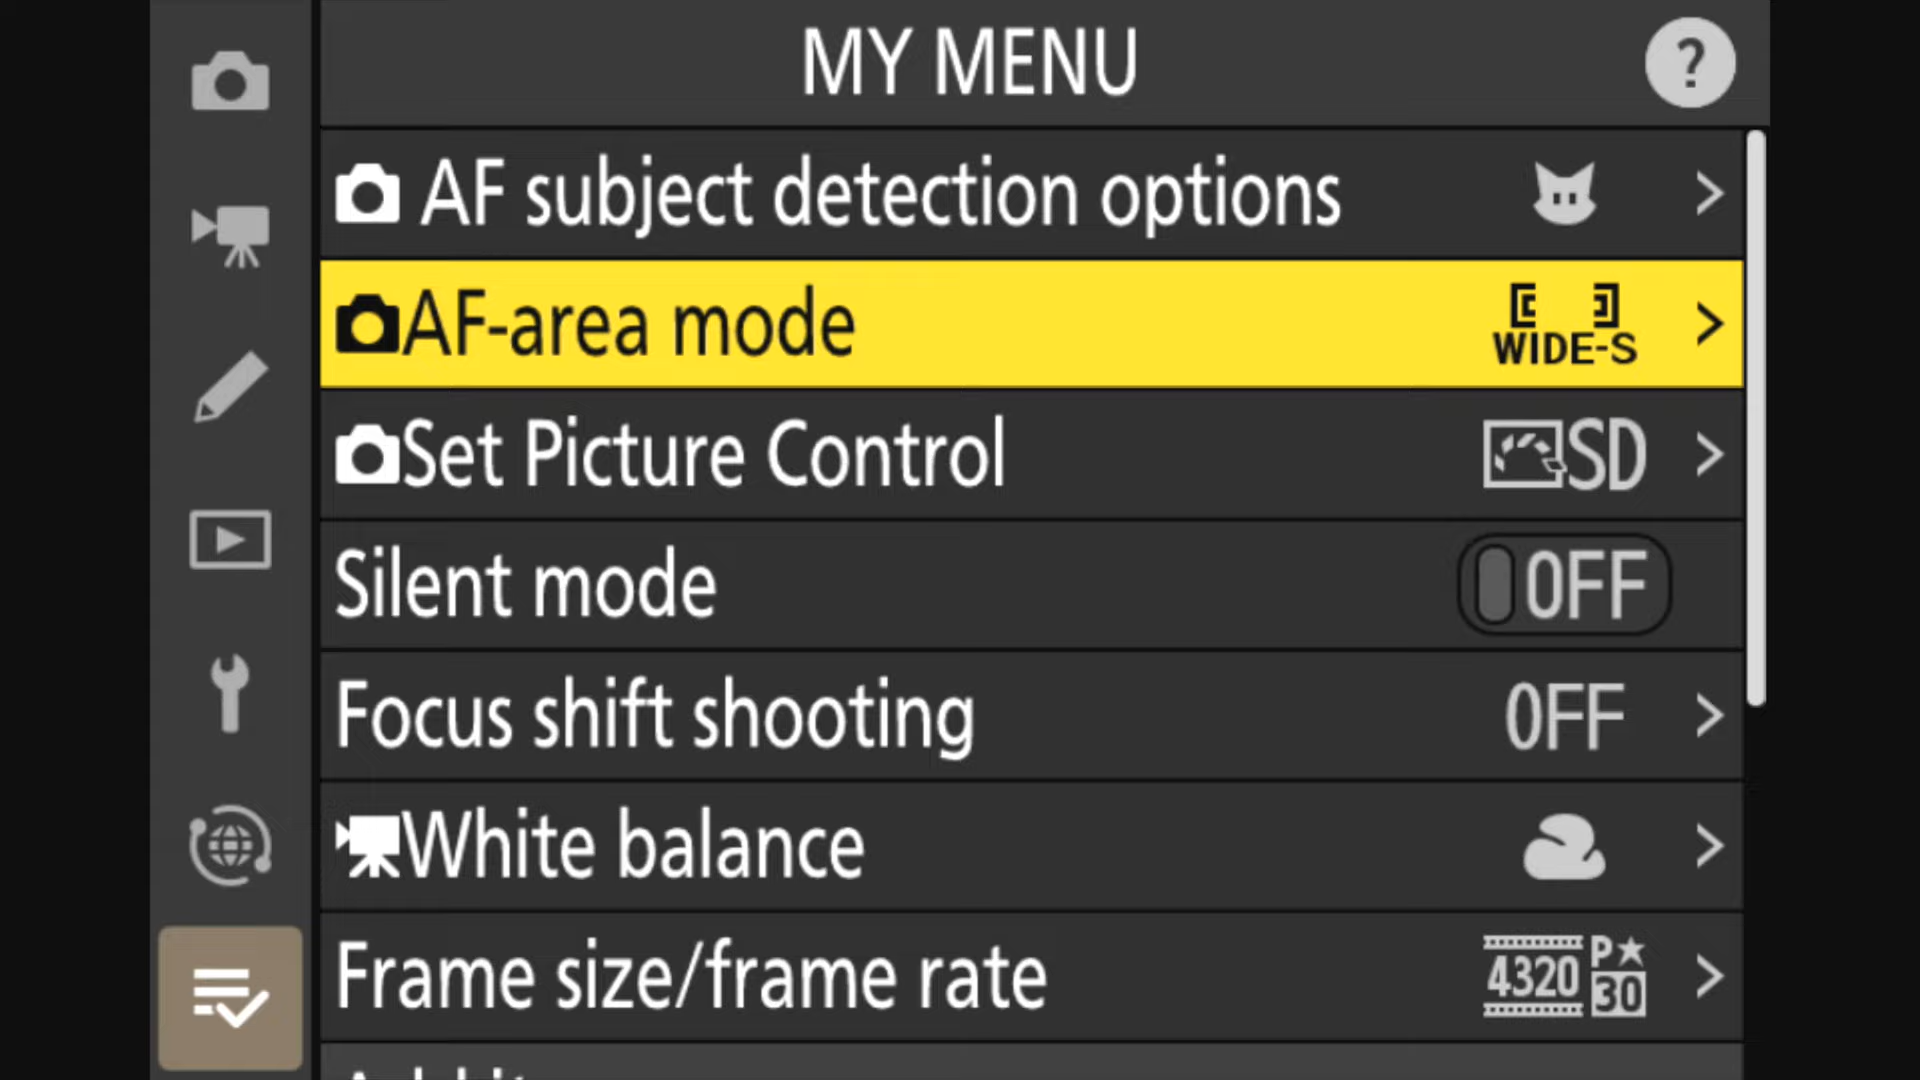 MY MENU ?
AF subject detection options
AF-area mode WIDE-S
Set Picture Control SD
Silent mode OFF
Focus shift shooting OFF
White balance
Frame size/frame rate 4320 P★ 30